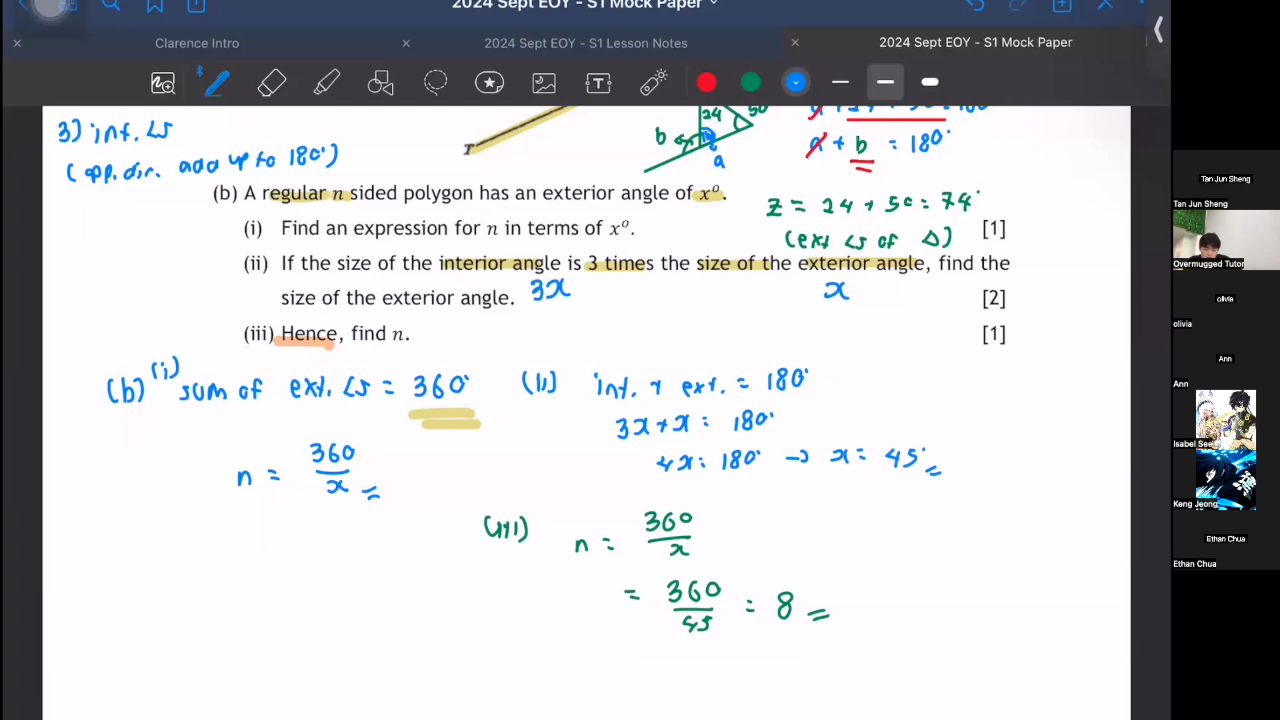 2024 Sept EOY - S1 Mock Paper
Clarence Intro
2024 Sept EOY - S1 Lesson Notes
2024 Sept EOY - S1 Mock Paper
3) int. ∠s
(opp. dir. add up to 180°)
24
50
b
a
a + b = 180°
z = 24 + 50 = 74°
(ext ∠s of △)
(b) A regular n sided polygon has an exterior angle of x°.
(i) Find an expression for n in terms of x°. [1]
(ii) If the size of the interior angle is 3 times the size of the exterior angle, find the
size of the exterior angle. [2]
3x
x
(iii) Hence, find n. [1]
(b) (i) sum of ext. ∠s = 360°
n = 360/x
(ii) int. + ext. = 180°
3x + x = 180°
4x = 180° → x = 45°
(iii) n = 360/x
= 360/45 = 8
Tan Jun Sheng
Tan Jun Sheng
Overmugged Tutor
olivia
olivia
Ann
Ann
Isabel See
Keng Jeong
Ethan Chua
Ethan Chua